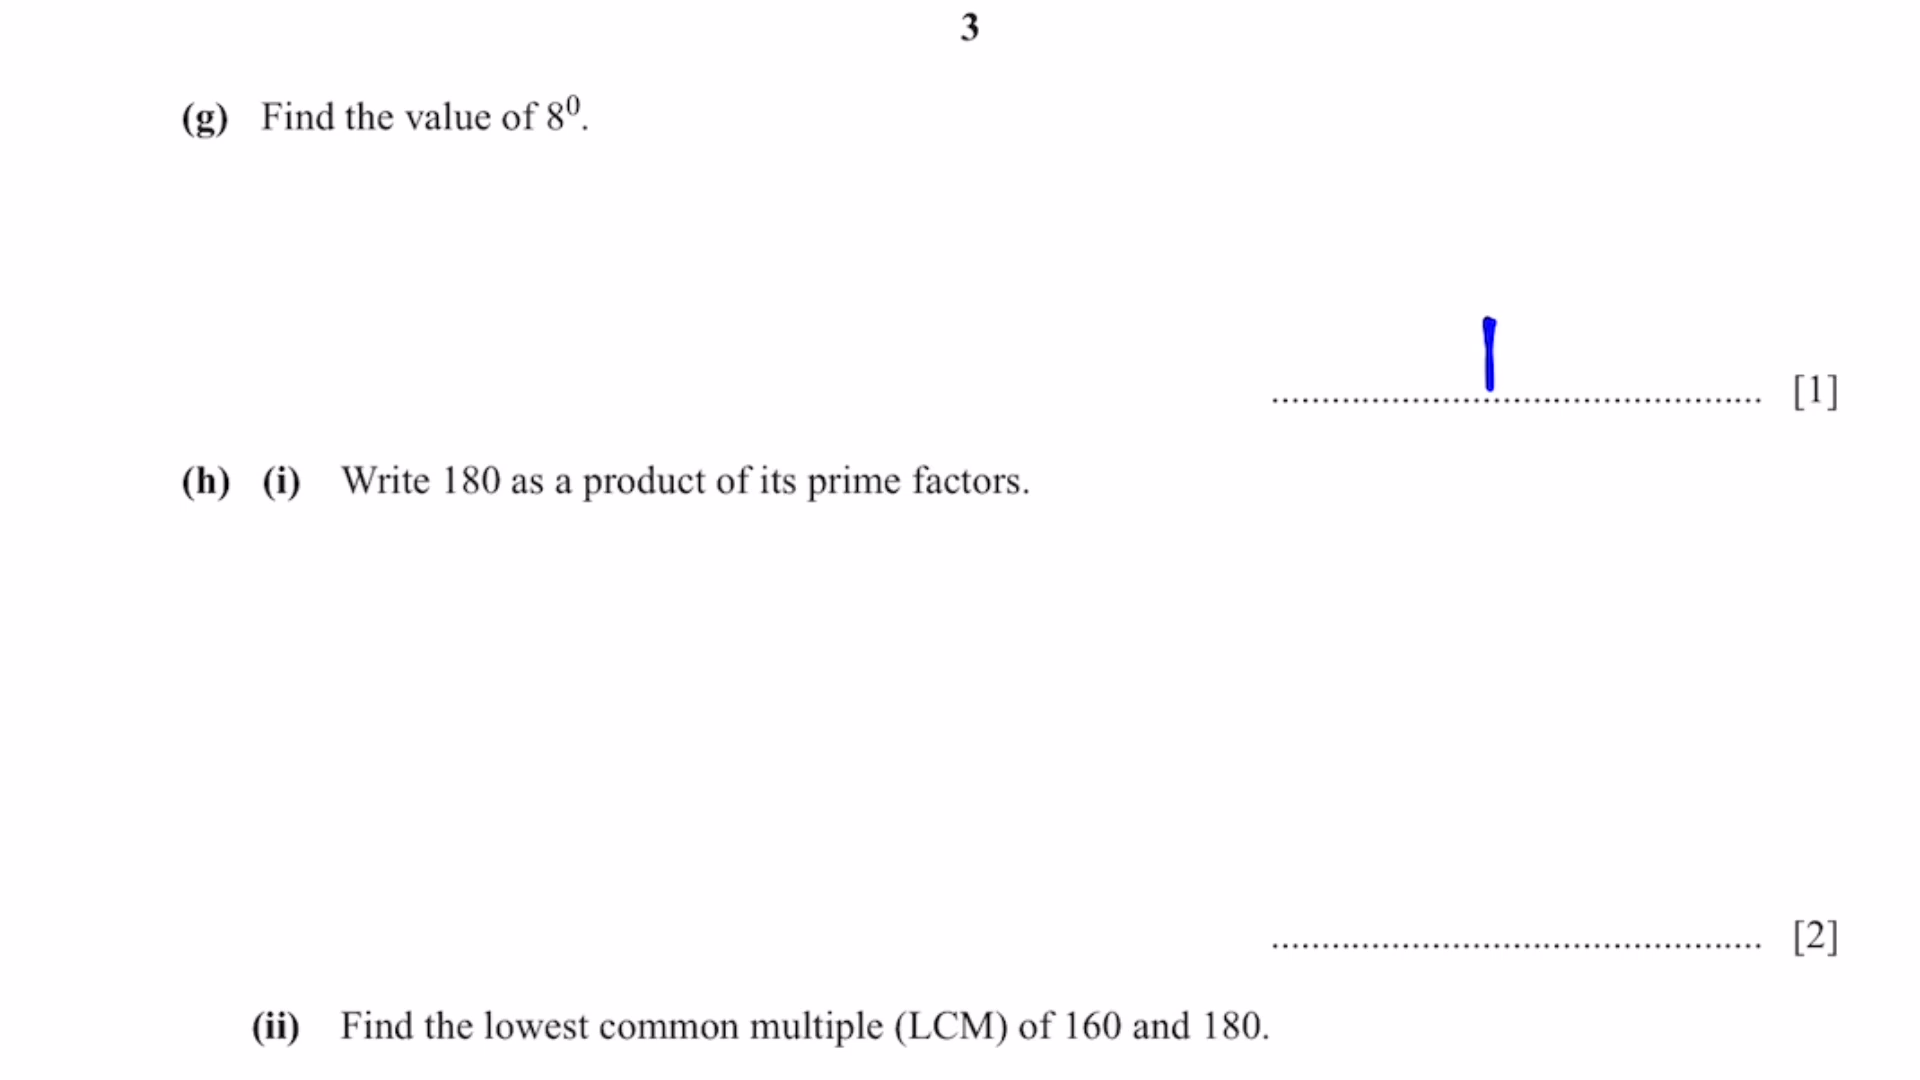 3
(g) Find the value of 8⁰.
1
.................................................. [1]
(h) (i) Write 180 as a product of its prime factors.
.................................................. [2]
(ii) Find the lowest common multiple (LCM) of 160 and 180.